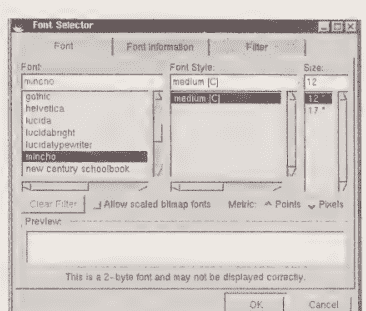 Font Selector
Font Font Information Filter
Font: Font Style: Size:
mincho medium [C] 12
gothic medium [C] 12 *
helvetica 17 *
lucida
lucidabright
lucidatypewriter
mincho
new century schoolbook
Clear Filter Allow scaled bitmap fonts Metric: Points Pixels
Preview:
This is a 2-byte font and may not be displayed correctly.
OK Cancel